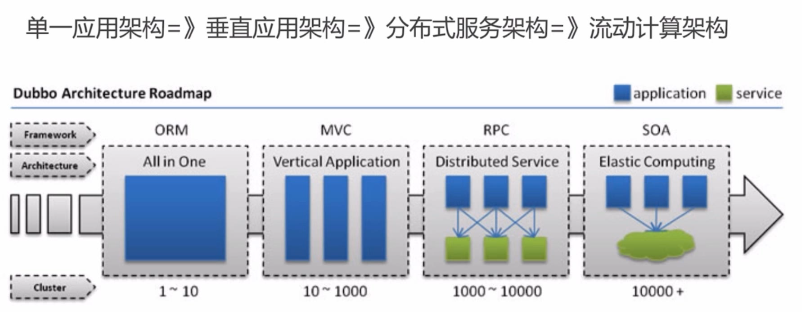 单一应用架构=》垂直应用架构=》分布式服务架构=》流动计算架构
Dubbo Architecture Roadmap
application
service
Framework
ORM
MVC
RPC
SOA
Architecture
All in One
Vertical Application
Distributed Service
Elastic Computing
Cluster
1 ~ 10
10 ~ 1000
1000 ~ 10000
10000 +